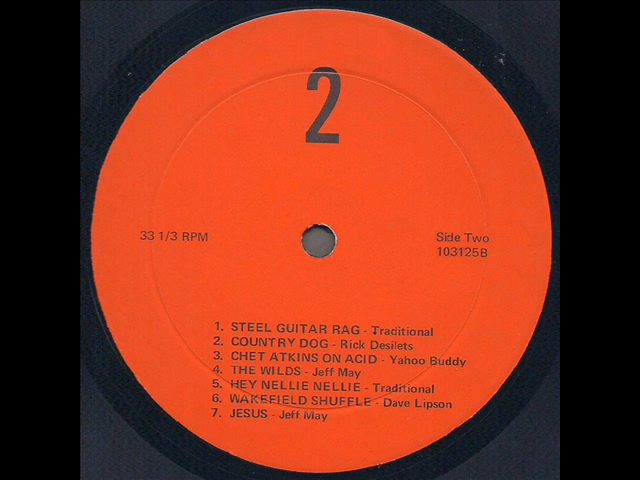 2
33 1/3 RPM
Side Two
103125B
1. STEEL GUITAR RAG - Traditional
2. COUNTRY DOG - Rick Desilets
3. CHET ATKINS ON ACID - Yahoo Buddy
4. THE WILDS - Jeff May
5. HEY NELLIE NELLIE - Traditional
6. WAKEFIELD SHUFFLE - Dave Lipson
7. JESUS - Jeff May